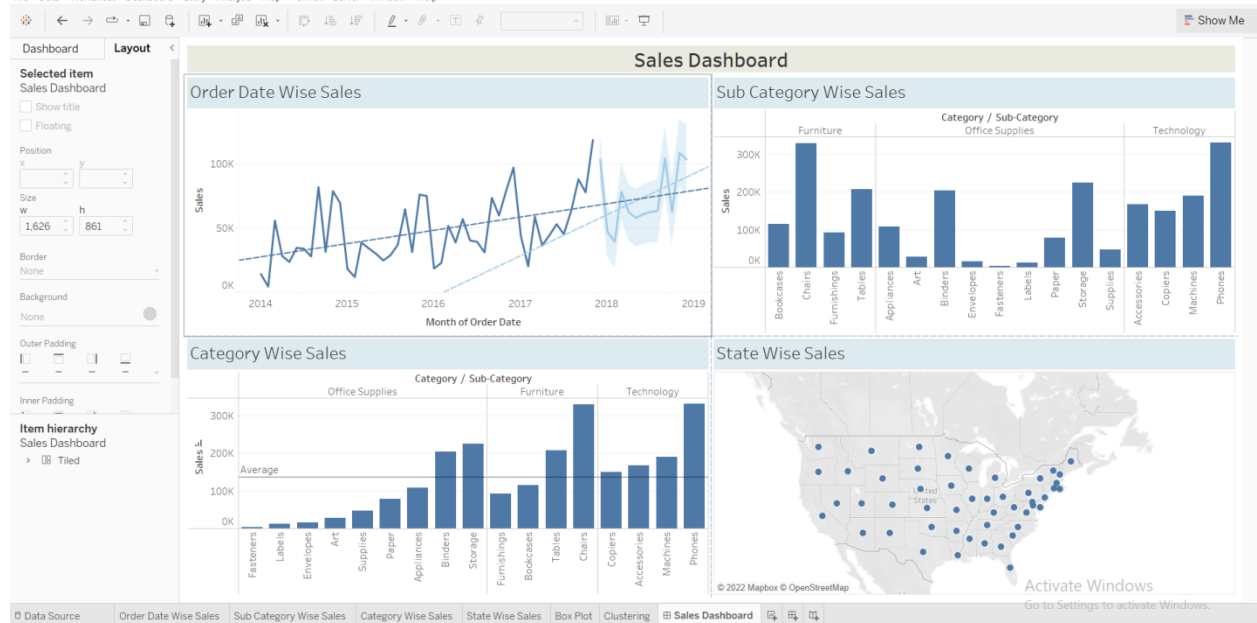 Show Me
Dashboard
Layout
Selected item
Sales Dashboard
Show title
Floating
Position
x y
Size
w h
1,626 861
Border
None
Background
None
Outer Padding
Inner Padding
Item hierarchy
Sales Dashboard
Tiled
Sales Dashboard
Order Date Wise Sales
Sales
100K
50K
0K
2014 2015 2016 2017 2018 2019
Month of Order Date
Sub Category Wise Sales
Category / Sub-Category
Furniture Office Supplies Technology
Sales
300K
200K
100K
0K
Bookcases
Chairs
Furnishings
Tables
Appliances
Art
Binders
Envelopes
Fasteners
Labels
Paper
Storage
Supplies
Accessories
Copiers
Machines
Phones
Category Wise Sales
Category / Sub-Category
Office Supplies Furniture Technology
Sales
300K
200K
Average
100K
0K
Fasteners
Labels
Envelopes
Art
Supplies
Paper
Appliances
Binders
Storage
Furnishings
Bookcases
Tables
Chairs
Copiers
Accessories
Machines
Phones
State Wise Sales
United
States
© 2022 Mapbox © OpenStreetMap
Activate Windows
Go to Settings to activate Windows.
Data Source Order Date Wise Sales Sub Category Wise Sales Category Wise Sales State Wise Sales Box Plot Clustering Sales Dashboard